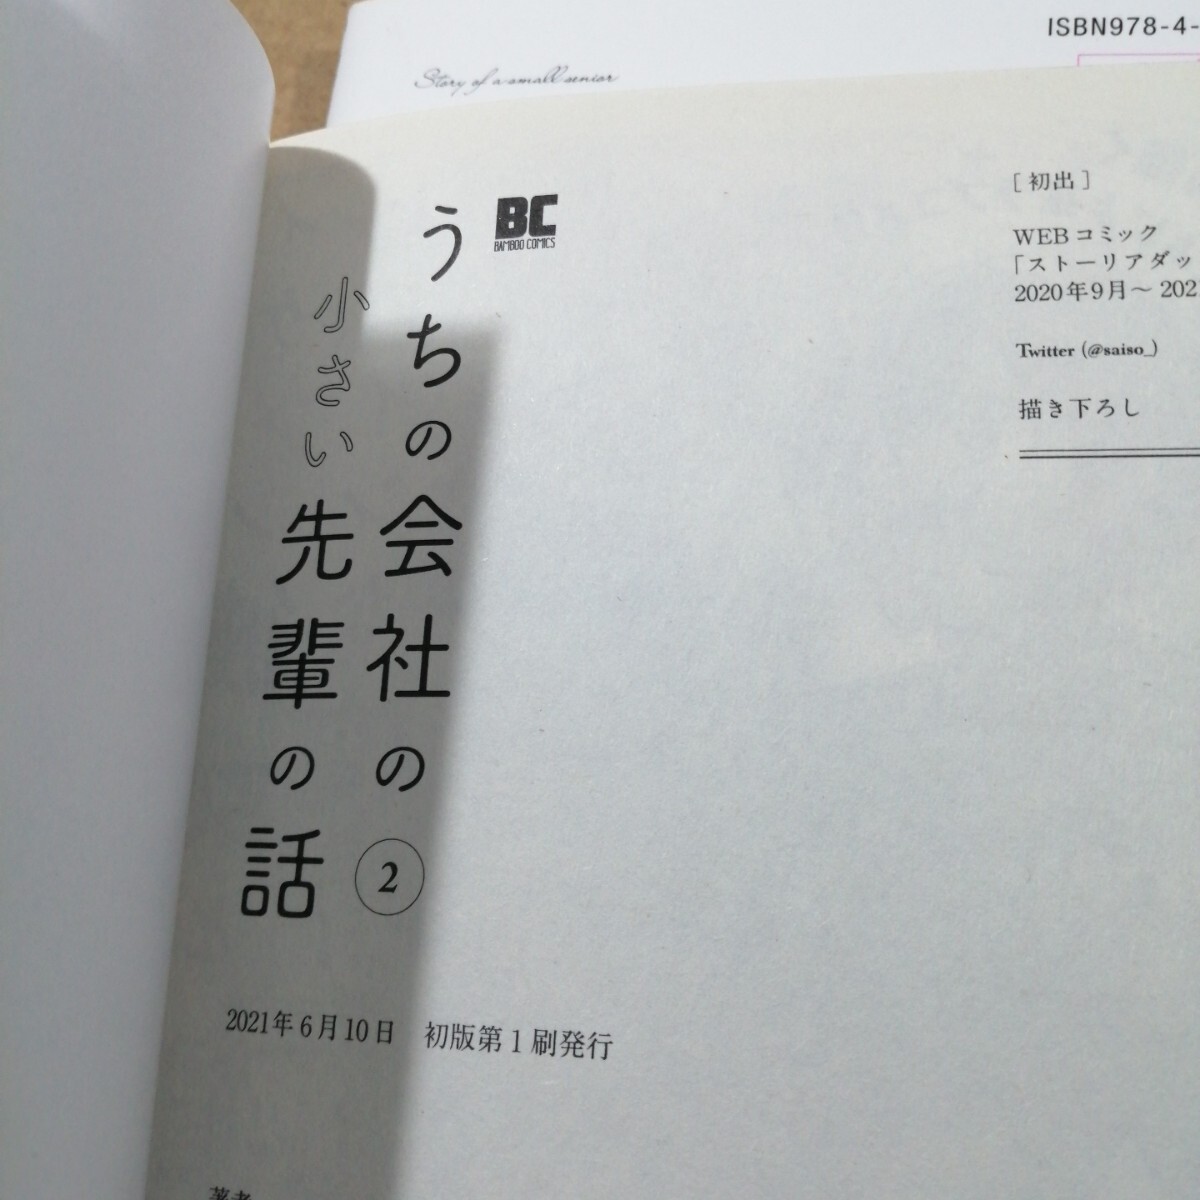 ISBN978-4-
Story of a small senior
BC
BAMBOO COMICS
うちの会社の
小さい先輩の話
2
[初出]
WEBコミック
「ストーリアダッ
2020年9月〜202
Twitter (@saiso_)
描き下ろし
2021年6月10日 初版第1刷発行
著者